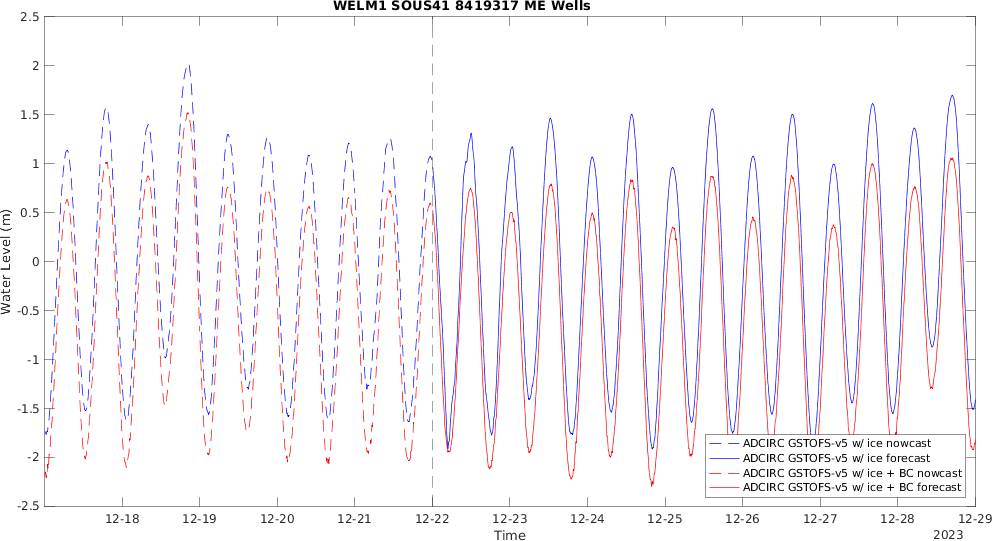 WELM1 SOUS41 8419317 ME Wells
Water Level (m)
2.5
2
1.5
1
0.5
0
-0.5
-1
-1.5
-2
-2.5
ADCIRC GSTOFS-v5 w/ ice nowcast
ADCIRC GSTOFS-v5 w/ ice forecast
ADCIRC GSTOFS-v5 w/ ice + BC nowcast
ADCIRC GSTOFS-v5 w/ ice + BC forecast
12-18 12-19 12-20 12-21 12-22 12-23 12-24 12-25 12-26 12-27 12-28 12-29
Time
2023